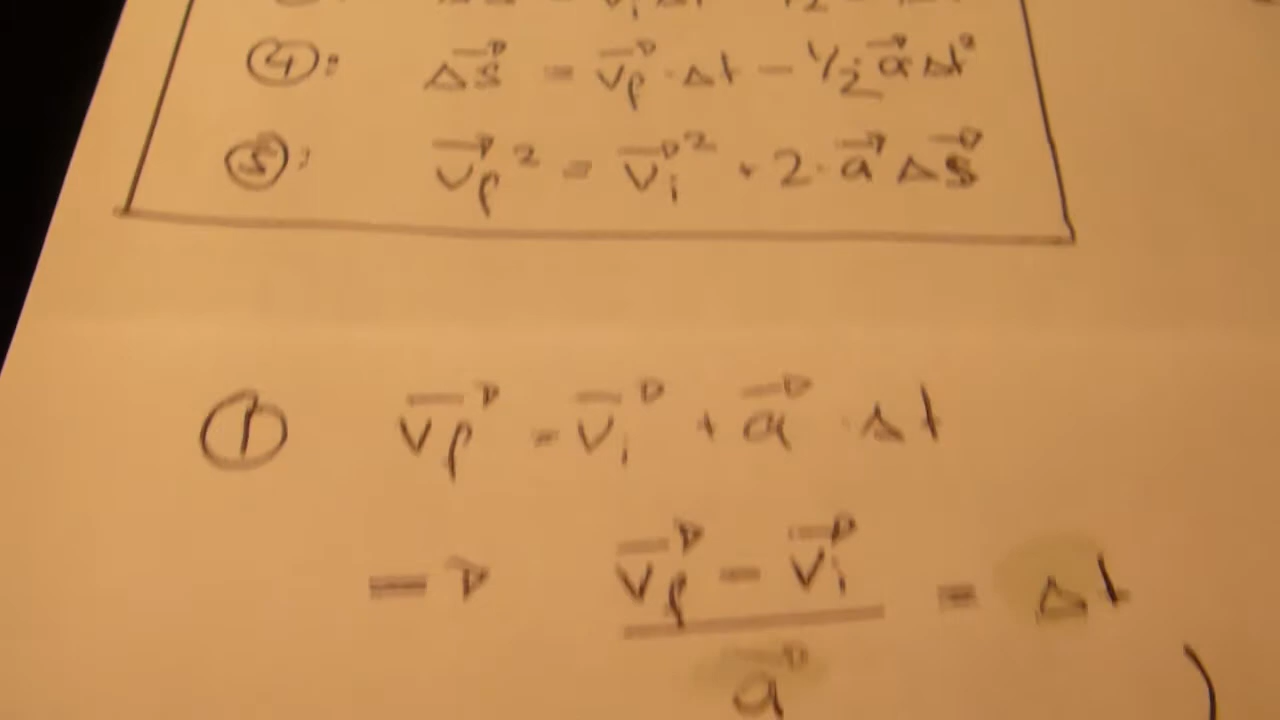 ④: Δs⃗ = v⃗f · Δt − 1/2 a⃗ Δt²
⑤: v⃗f² = v⃗i² + 2 · a⃗ Δs⃗
① v⃗f = v⃗i + a⃗ · Δt
⇒ (v⃗f − v⃗i) / a⃗ = Δt